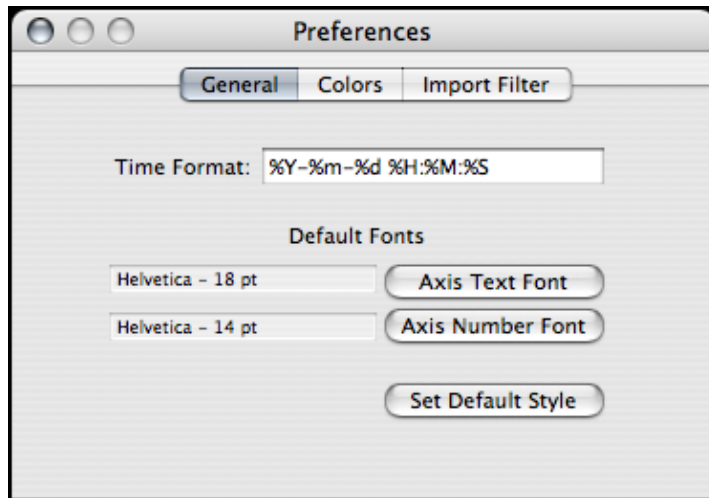 Preferences
General Colors Import Filter
Time Format: %Y-%m-%d %H:%M:%S
Default Fonts
Helvetica - 18 pt Axis Text Font
Helvetica - 14 pt Axis Number Font
Set Default Style